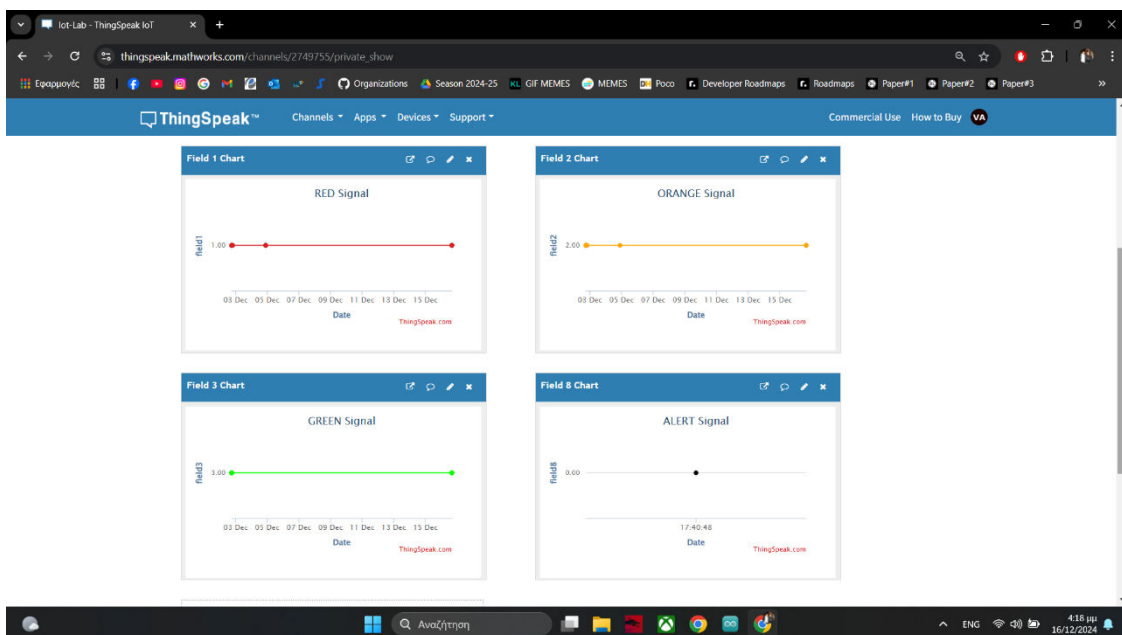 Iot-Lab - ThingSpeak IoT
thingspeak.mathworks.com/channels/2749755/private_show
Εφαρμογές Organizations Season 2024-25 KL GIF MEMES MEMES Poco r. Developer Roadmaps r. Roadmaps Paper#1 Paper#2 Paper#3 »
ThingSpeak™ Channels Apps Devices Support Commercial Use How to Buy VA
Field 1 Chart
RED Signal
field1
1.00
03 Dec 05 Dec 07 Dec 09 Dec 11 Dec 13 Dec 15 Dec
Date
ThingSpeak.com
Field 2 Chart
ORANGE Signal
field2
2.00
03 Dec 05 Dec 07 Dec 09 Dec 11 Dec 13 Dec 15 Dec
Date
ThingSpeak.com
Field 3 Chart
GREEN Signal
field3
3.00
03 Dec 05 Dec 07 Dec 09 Dec 11 Dec 13 Dec 15 Dec
Date
ThingSpeak.com
Field 8 Chart
ALERT Signal
field8
0.00
17:40:48
Date
ThingSpeak.com
Αναζήτηση
ENG
4:18 μμ
16/12/2024